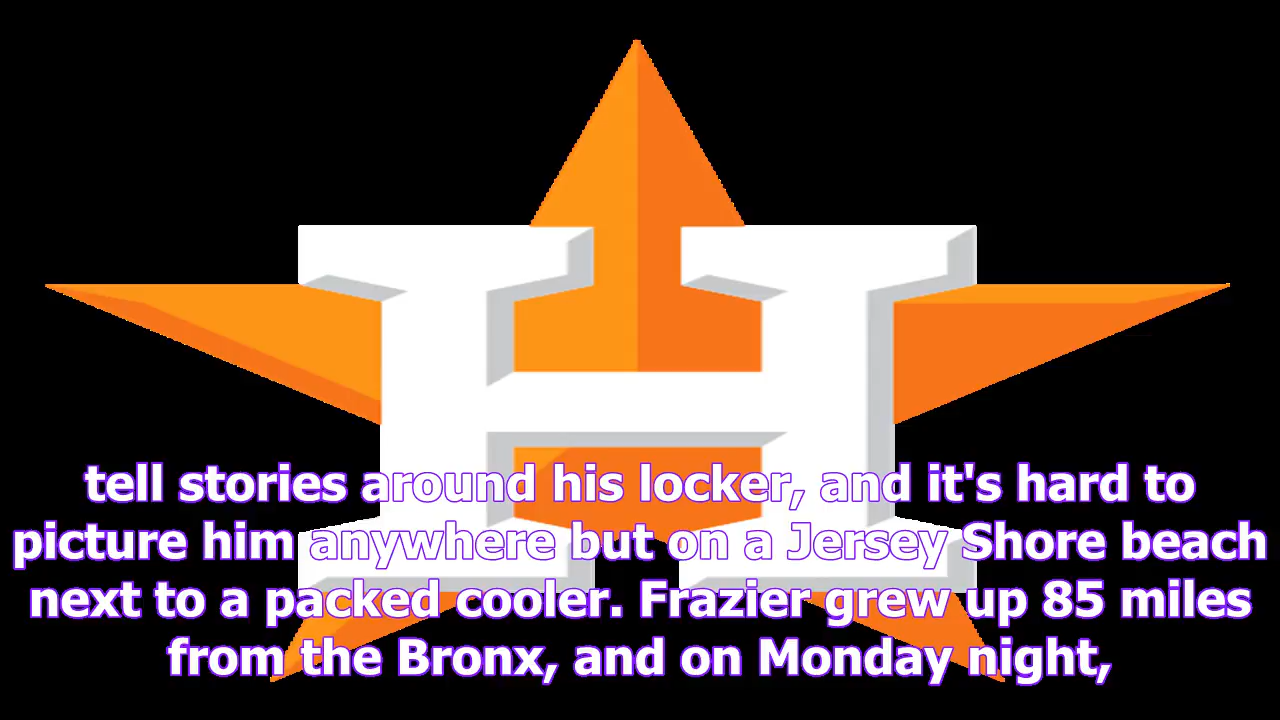 H
tell stories around his locker, and it's hard to
picture him anywhere but on a Jersey Shore beach
next to a packed cooler. Frazier grew up 85 miles
from the Bronx, and on Monday night,